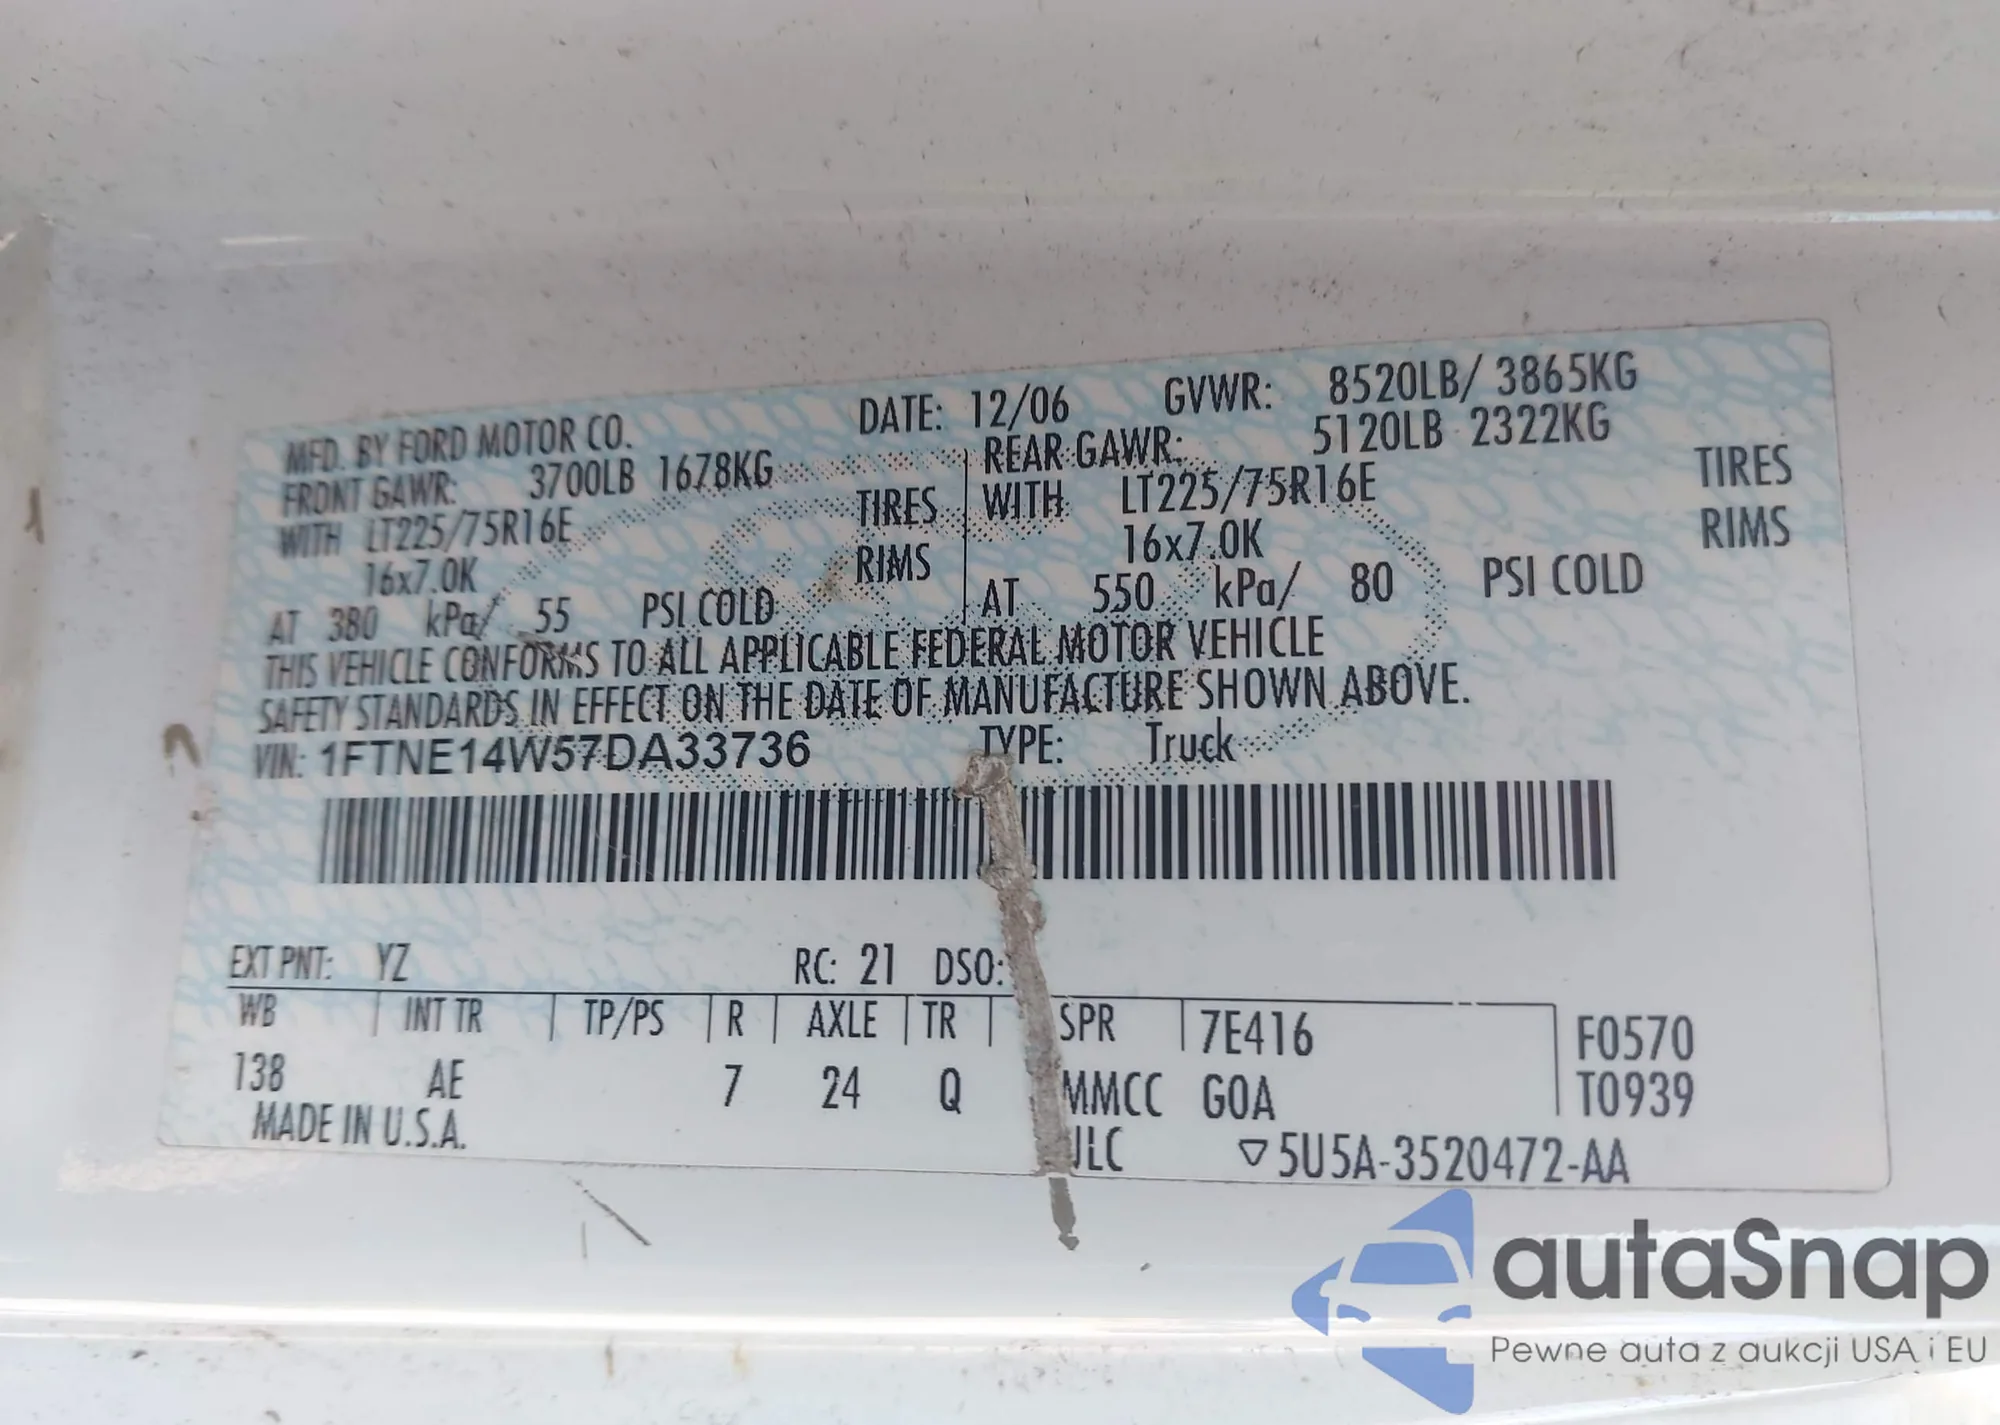 MFD. BY FORD MOTOR CO. DATE: 12/06 GVWR: 8520LB/ 3865KG
FRONT GAWR: 3700LB 1678KG REAR GAWR: 5120LB 2322KG
WITH LT225/75R16E TIRES WITH LT225/75R16E TIRES
16x7.0K RIMS 16x7.0K RIMS
AT 380 kPa/ 55 PSI COLD AT 550 kPa/ 80 PSI COLD
THIS VEHICLE CONFORMS TO ALL APPLICABLE FEDERAL MOTOR VEHICLE
SAFETY STANDARDS IN EFFECT ON THE DATE OF MANUFACTURE SHOWN ABOVE.
VIN: 1FTNE14W57DA33736 TYPE: Truck
EXT PNT: YZ RC: 21 DSO:
WB INT TR TP/PS R AXLE TR SPR 7E416 F0570
138 AE 7 24 Q MMCC GOA T0939
MADE IN U.S.A. JLC ▽5U5A-3520472-AA
autaSnap
Pewne auta z aukcji USA i EU